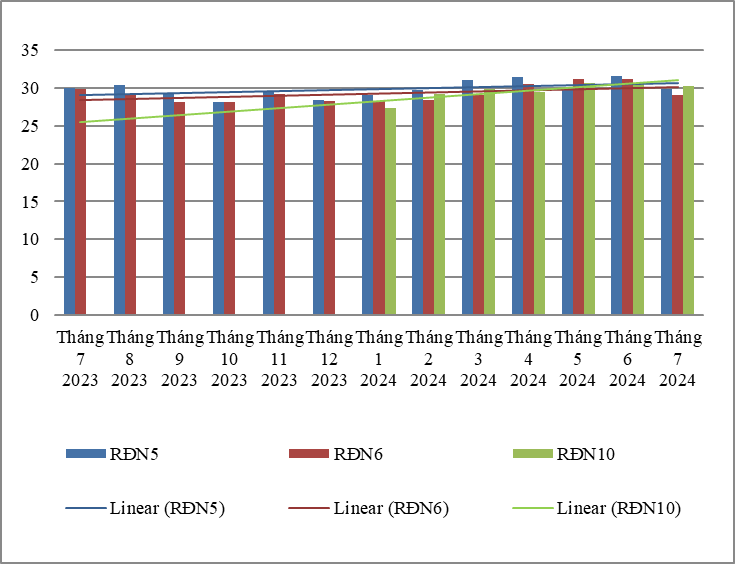 35
30
25
20
15
10
5
0
Tháng 7 2023
Tháng 8 2023
Tháng 9 2023
Tháng 10 2023
Tháng 11 2023
Tháng 12 2023
Tháng 1 2024
Tháng 2 2024
Tháng 3 2024
Tháng 4 2024
Tháng 5 2024
Tháng 6 2024
Tháng 7 2024
RĐN5
RĐN6
RĐN10
Linear (RĐN5)
Linear (RĐN6)
Linear (RĐN10)